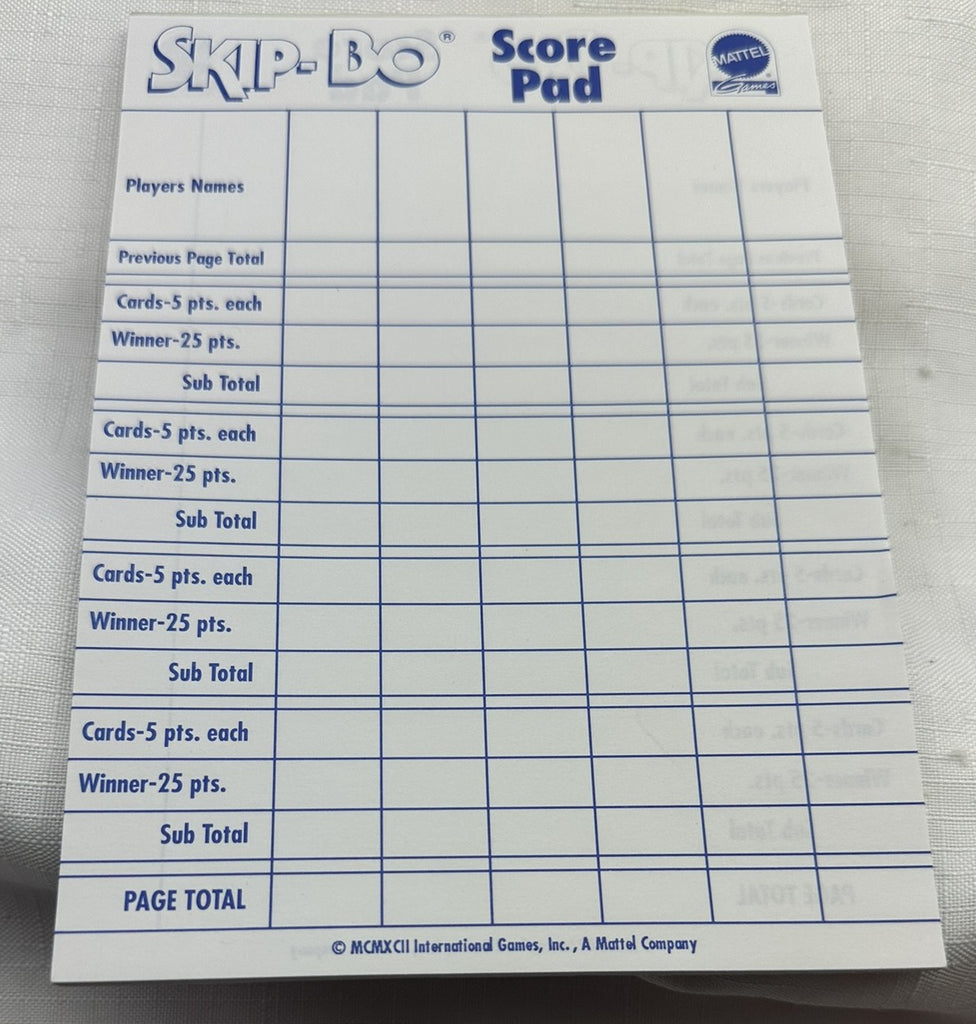 SKIP-BO® Score Pad MATTEL Games
Players Names
Previous Page Total
Cards-5 pts. each
Winner-25 pts.
Sub Total
Cards-5 pts. each
Winner-25 pts.
Sub Total
Cards-5 pts. each
Winner-25 pts.
Sub Total
Cards-5 pts. each
Winner-25 pts.
Sub Total
PAGE TOTAL
© MCMXCII International Games, Inc., A Mattel Company